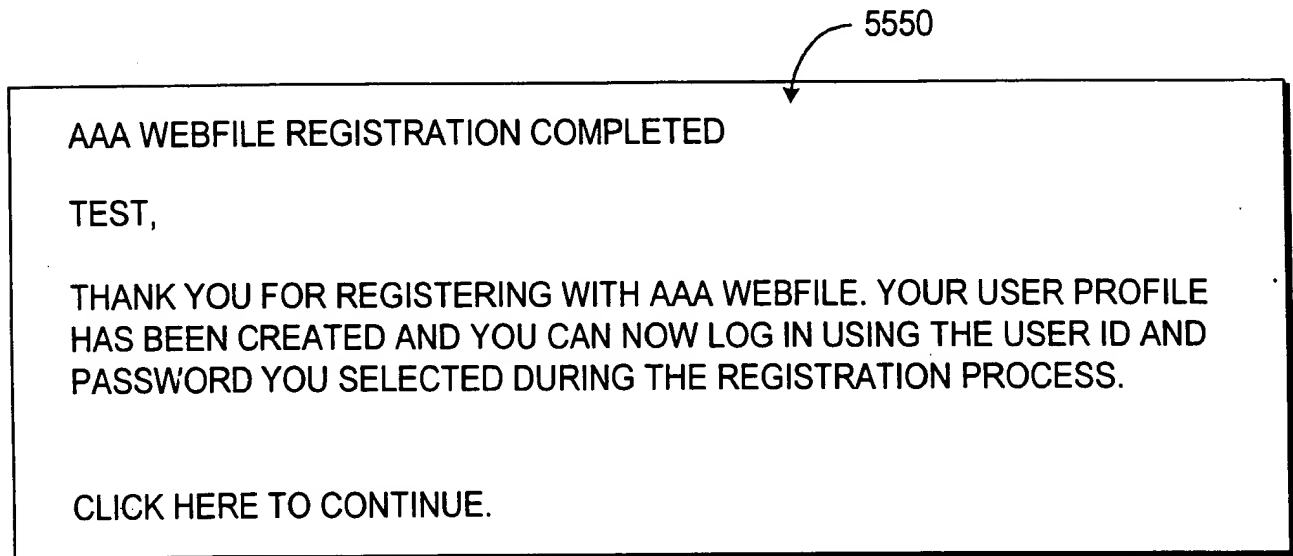 5550
AAA WEBFILE REGISTRATION COMPLETED
TEST,
THANK YOU FOR REGISTERING WITH AAA WEBFILE. YOUR USER PROFILE
HAS BEEN CREATED AND YOU CAN NOW LOG IN USING THE USER ID AND
PASSWORD YOU SELECTED DURING THE REGISTRATION PROCESS.
CLICK HERE TO CONTINUE.